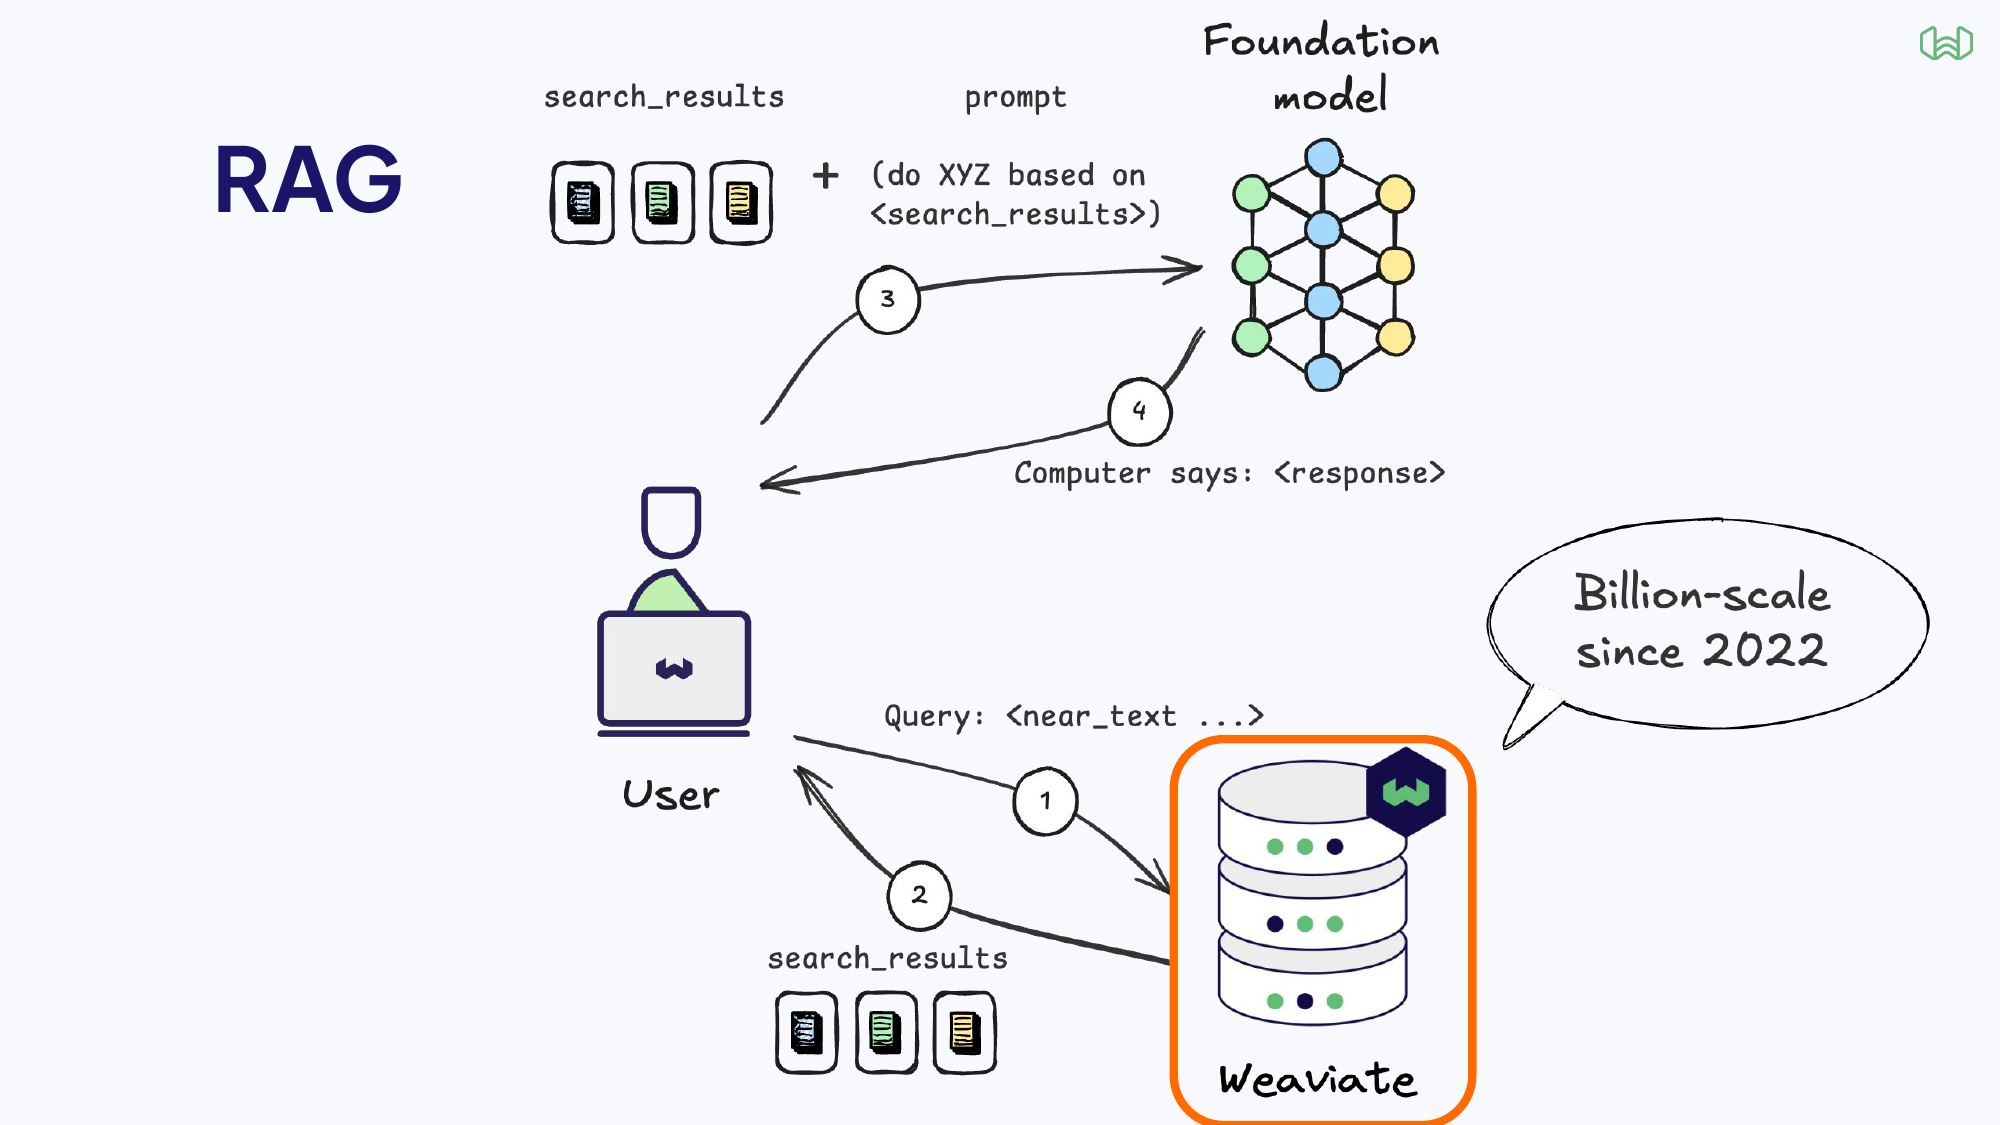 RAG
search_results
prompt
Foundation
model
+
(do XYZ based on
<search_results>)
3
4
Computer says: <response>
Billion-scale
since 2022
User
Query: <near_text ...>
1
2
search_results
Weaviate